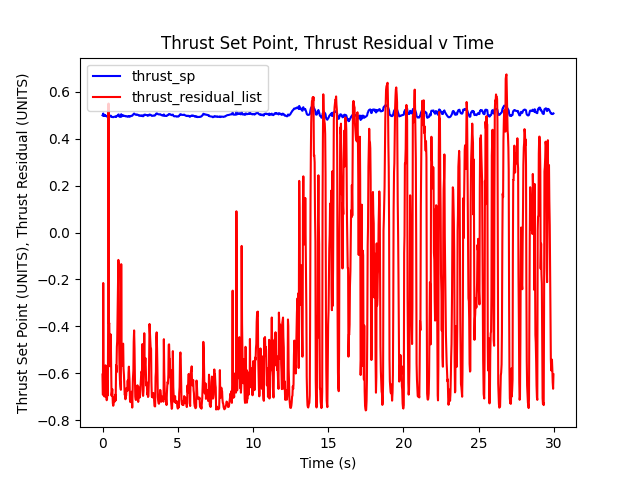 Thrust Set Point, Thrust Residual v Time
thrust_sp
thrust_residual_list
Thrust Set Point (UNITS), Thrust Residual (UNITS)
0.6
0.4
0.2
0.0
−0.2
−0.4
−0.6
−0.8
0 5 10 15 20 25 30
Time (s)